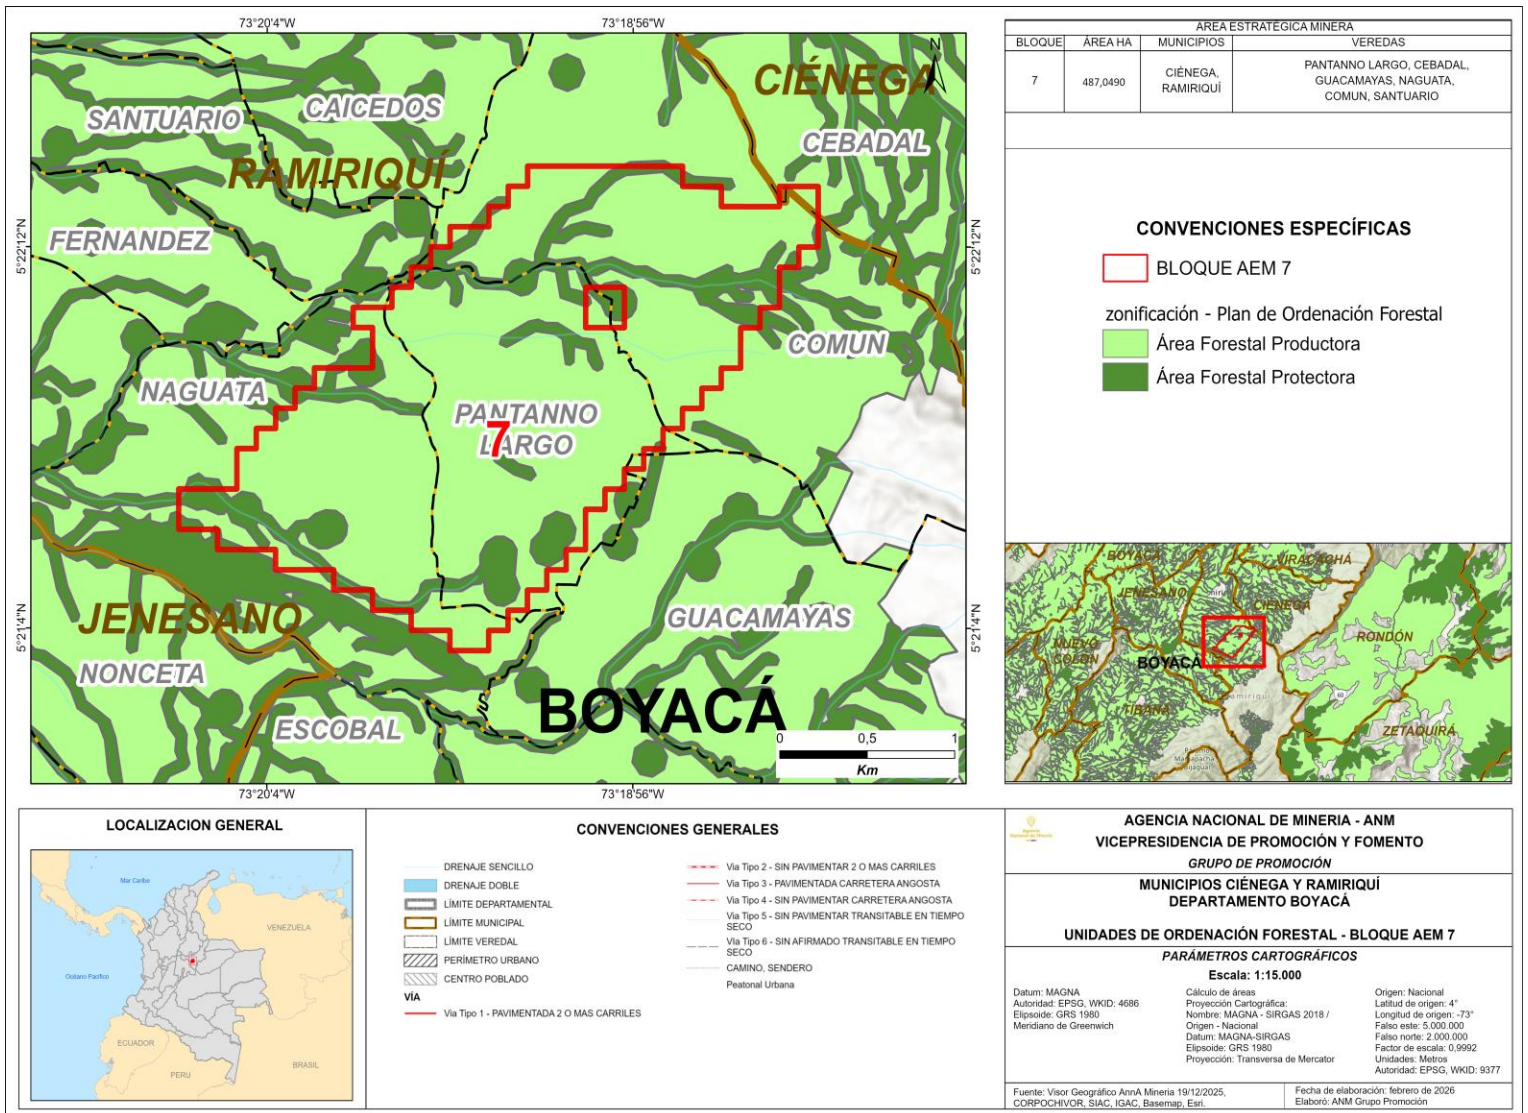 73°20'4"W
73°18'56"W
N
CIÉNEGA
CAICEDOS
SANTUARIO
CEBADAL
RAMIRIQUÍ
FERNANDEZ
5°22'12"N
5°22'12"N
COMUN
NAGUATA
PANTANNO
LARGO
7
5°21'4"N
5°21'4"N
JENESANO
GUACAMAYAS
NONCETA
BOYACÁ
ESCOBAL
0 0,5 1
Km
73°20'4"W
73°18'56"W
ÁREA ESTRATÉGICA MINERA
BLOQUE ÁREA HA MUNICIPIOS VEREDAS
7 487,0490 CIÉNEGA, RAMIRIQUÍ PANTANNO LARGO, CEBADAL,
GUACAMAYAS, NAGUATA,
COMUN, SANTUARIO
CONVENCIONES ESPECÍFICAS
BLOQUE AEM 7
zonificación - Plan de Ordenación Forestal
Área Forestal Productora
Área Forestal Protectora
BOYACÁ
VIRACACHÁ
JENESANO
CIÉNEGA
NUEVO
COLÓN
RONDÓN
BOYACÁ
TIBANÁ
ZETAQUIRÁ
60
LOCALIZACION GENERAL
Mar Caribe
VENEZUELA
Océano Pacífico
ECUADOR
PERU
BRASIL
CONVENCIONES GENERALES
DRENAJE SENCILLO
DRENAJE DOBLE
LÍMITE DEPARTAMENTAL
LÍMITE MUNICIPAL
LÍMITE VEREDAL
PERÍMETRO URBANO
CENTRO POBLADO
VÍA
Via Tipo 1 - PAVIMENTADA 2 O MAS CARRILES
Via Tipo 2 - SIN PAVIMENTAR 2 O MAS CARRILES
Via Tipo 3 - PAVIMENTADA CARRETERA ANGOSTA
Via Tipo 4 - SIN PAVIMENTAR CARRETERA ANGOSTA
Via Tipo 5 - SIN PAVIMENTAR TRANSITABLE EN TIEMPO
SECO
Via Tipo 6 - SIN AFIRMADO TRANSITABLE EN TIEMPO
SECO
CAMINO, SENDERO
Peatonal Urbana
AGENCIA NACIONAL DE MINERIA - ANM
VICEPRESIDENCIA DE PROMOCIÓN Y FOMENTO
GRUPO DE PROMOCIÓN
MUNICIPIOS CIÉNEGA Y RAMIRIQUÍ
DEPARTAMENTO BOYACÁ
UNIDADES DE ORDENACIÓN FORESTAL - BLOQUE AEM 7
PARÁMETROS CARTOGRÁFICOS
Escala: 1:15.000
Datum: MAGNA
Autoridad: EPSG, WKID: 4686
Elipsoide: GRS 1980
Meridiano de Greenwich
Cálculo de áreas
Proyección Cartográfica:
Nombre: MAGNA - SIRGAS 2018 /
Origen - Nacional
Datum: MAGNA-SIRGAS
Elipsoide: GRS 1980
Proyección: Transversa de Mercator
Origen: Nacional
Latitud de origen: 4°
Longitud de origen: -73°
Falso este: 5.000.000
Falso norte: 2.000.000
Factor de escala: 0,9992
Unidades: Metros
Autoridad: EPSG, WKID: 9377
Fuente: Visor Geográfico AnnA Mineria 19/12/2025,
CORPOCHIVOR, SIAC, IGAC, Basemap, Esri.
Fecha de elaboración: febrero de 2026
Elaboró: ANM Grupo Promoción